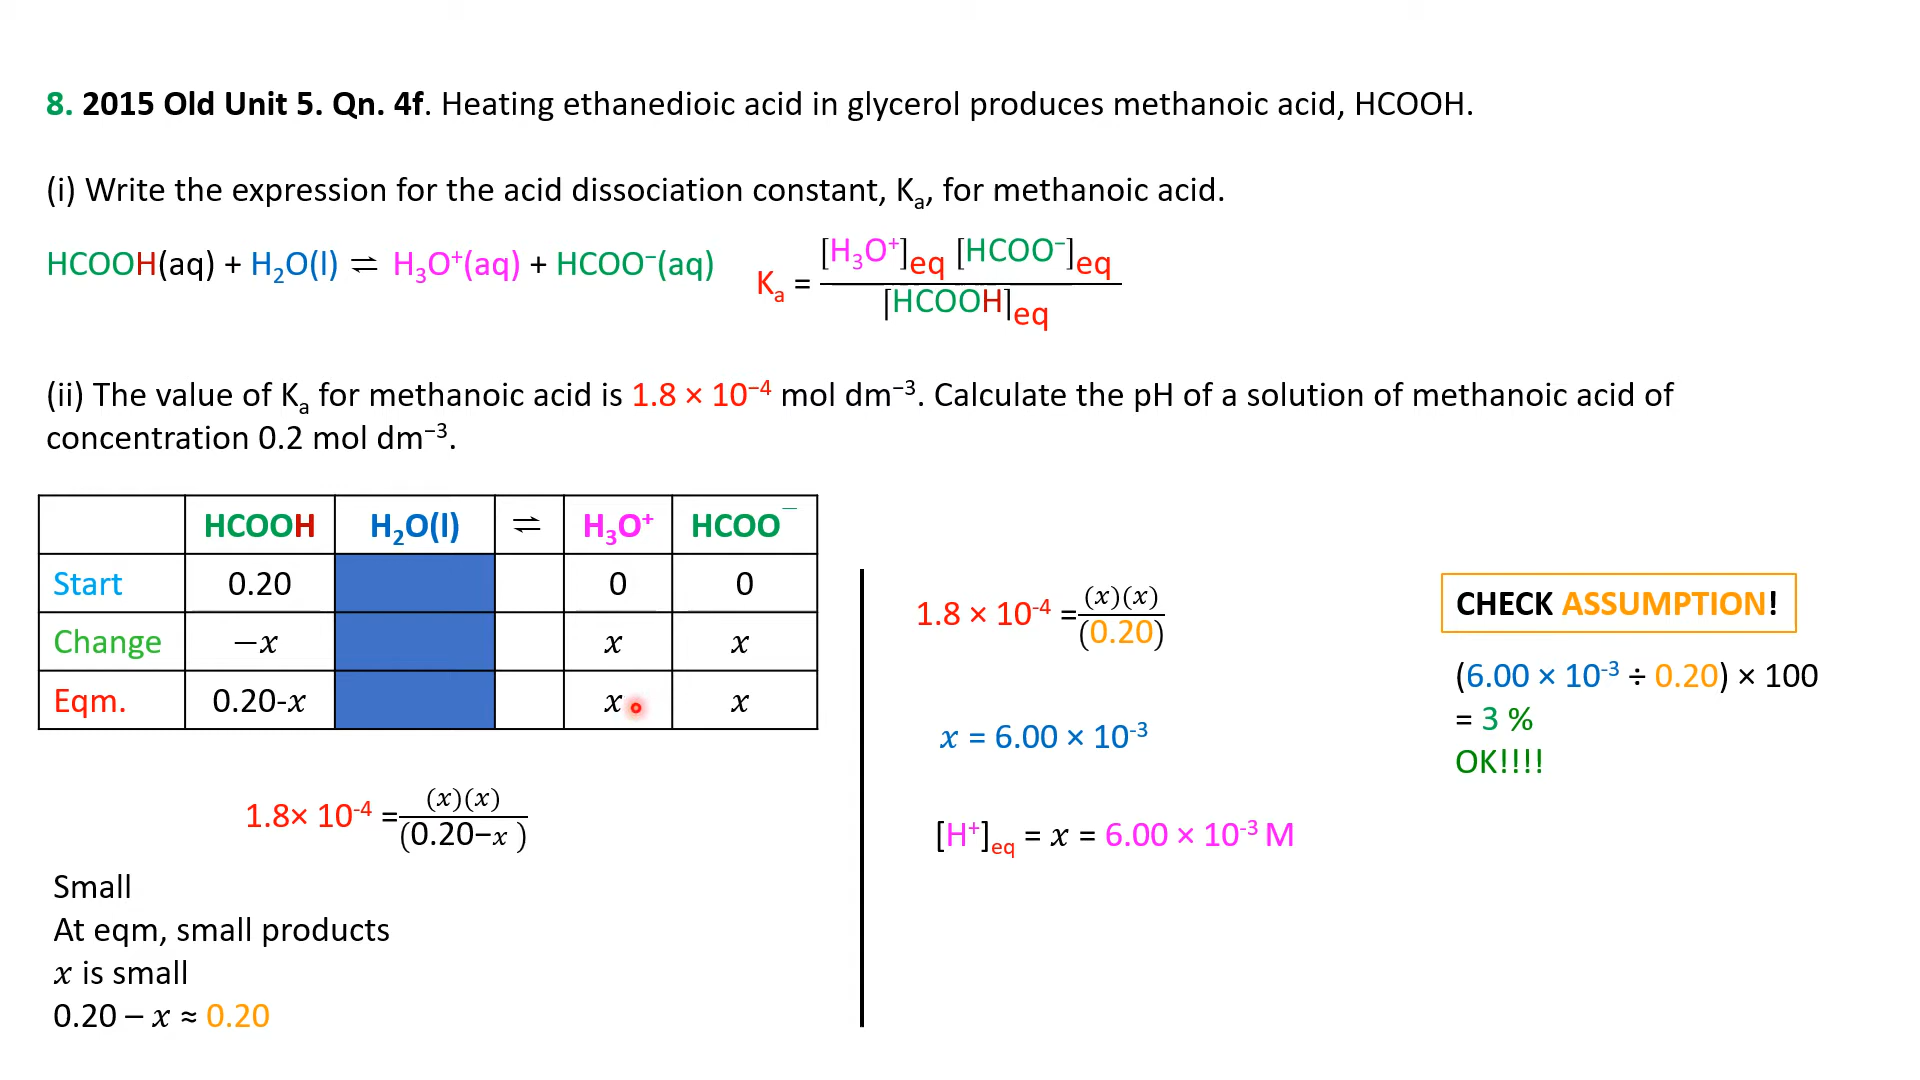 8. 2015 Old Unit 5. Qn. 4f. Heating ethanedioic acid in glycerol produces methanoic acid, HCOOH.
(i) Write the expression for the acid dissociation constant, Kₐ, for methanoic acid.
HCOOH(aq) + H₂O(l) ⇌ H₃O⁺(aq) + HCOO⁻(aq)
Kₐ = [H₃O⁺]eq [HCOO⁻]eq / [HCOOH]eq
(ii) The value of Kₐ for methanoic acid is 1.8 × 10⁻⁴ mol dm⁻³. Calculate the pH of a solution of methanoic acid of
concentration 0.2 mol dm⁻³.
HCOOH H₂O(l) ⇌ H₃O⁺ HCOO⁻
Start 0.20 0 0
Change −x x x
Eqm. 0.20-x x x
1.8× 10⁻⁴ = (x)(x) / (0.20−x )
Small
At eqm, small products
x is small
0.20 – x ≈ 0.20
1.8 × 10⁻⁴ = (x)(x) / (0.20)
x = 6.00 × 10⁻³
[H⁺]eq = x = 6.00 × 10⁻³ M
CHECK ASSUMPTION!
(6.00 × 10⁻³ ÷ 0.20) × 100
= 3 %
OK!!!!